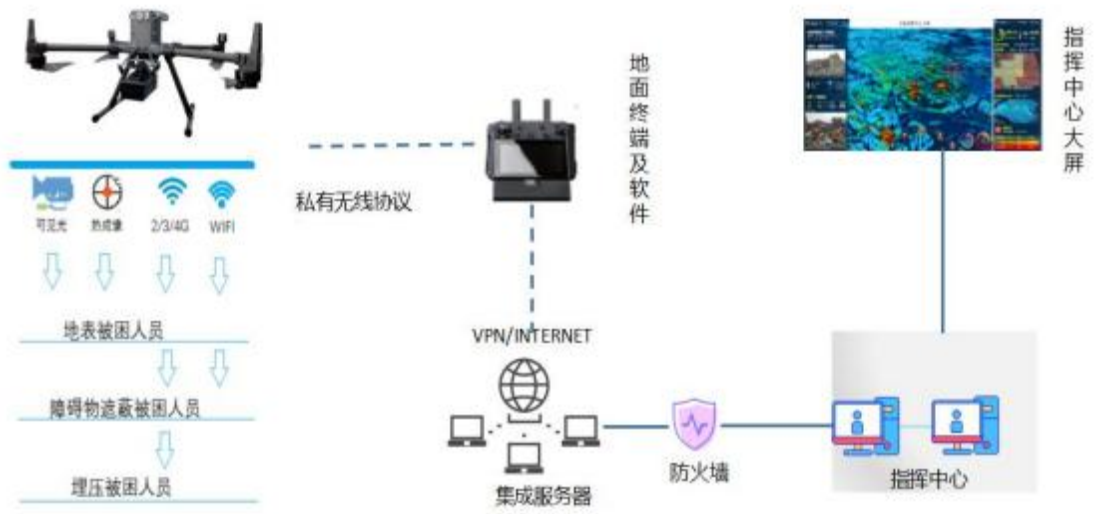 可见光
热成像
2/3/4G
WIFI
地表被困人员
障碍物遮蔽被困人员
埋压被困人员
私有无线协议
地面终端及软件
VPN/INTERNET
集成服务器
防火墙
指挥中心
指挥中心大屏